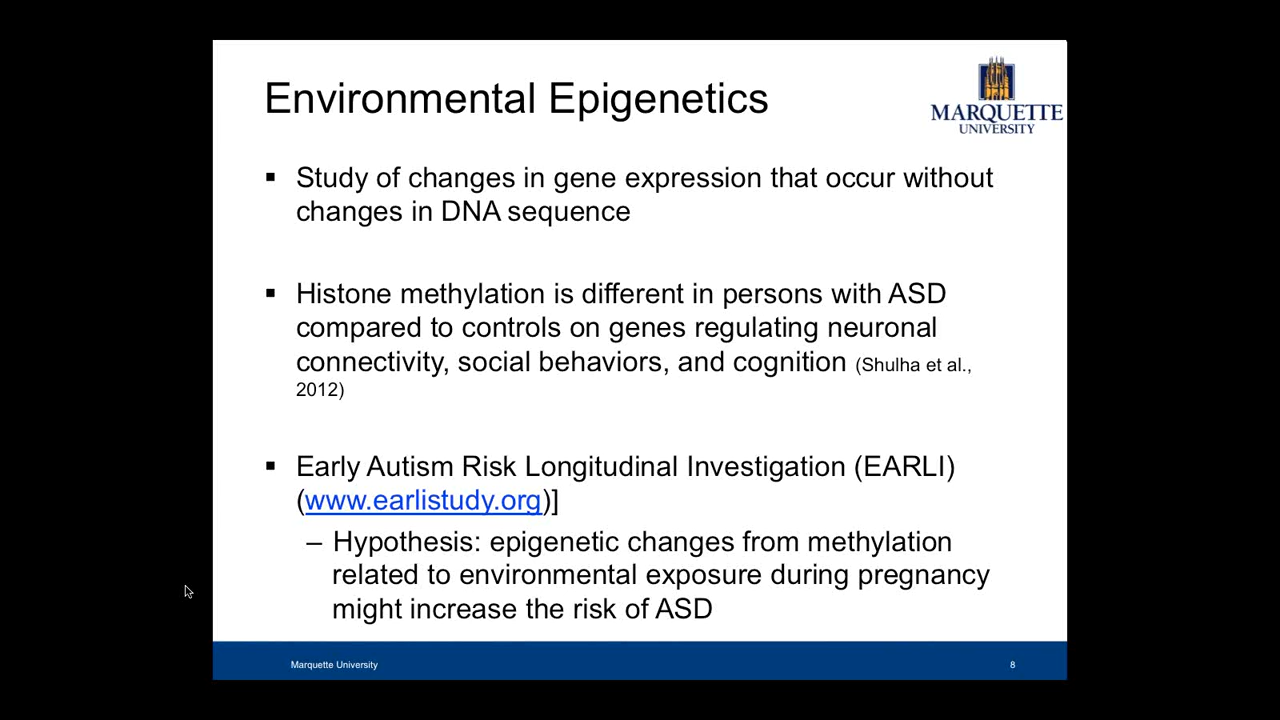 Environmental Epigenetics
MARQUETTE
UNIVERSITY
▪ Study of changes in gene expression that occur without
changes in DNA sequence
▪ Histone methylation is different in persons with ASD
compared to controls on genes regulating neuronal
connectivity, social behaviors, and cognition (Shulha et al.,
2012)
▪ Early Autism Risk Longitudinal Investigation (EARLI)
(www.earlistudy.org)]
– Hypothesis: epigenetic changes from methylation
related to environmental exposure during pregnancy
might increase the risk of ASD
Marquette University
8